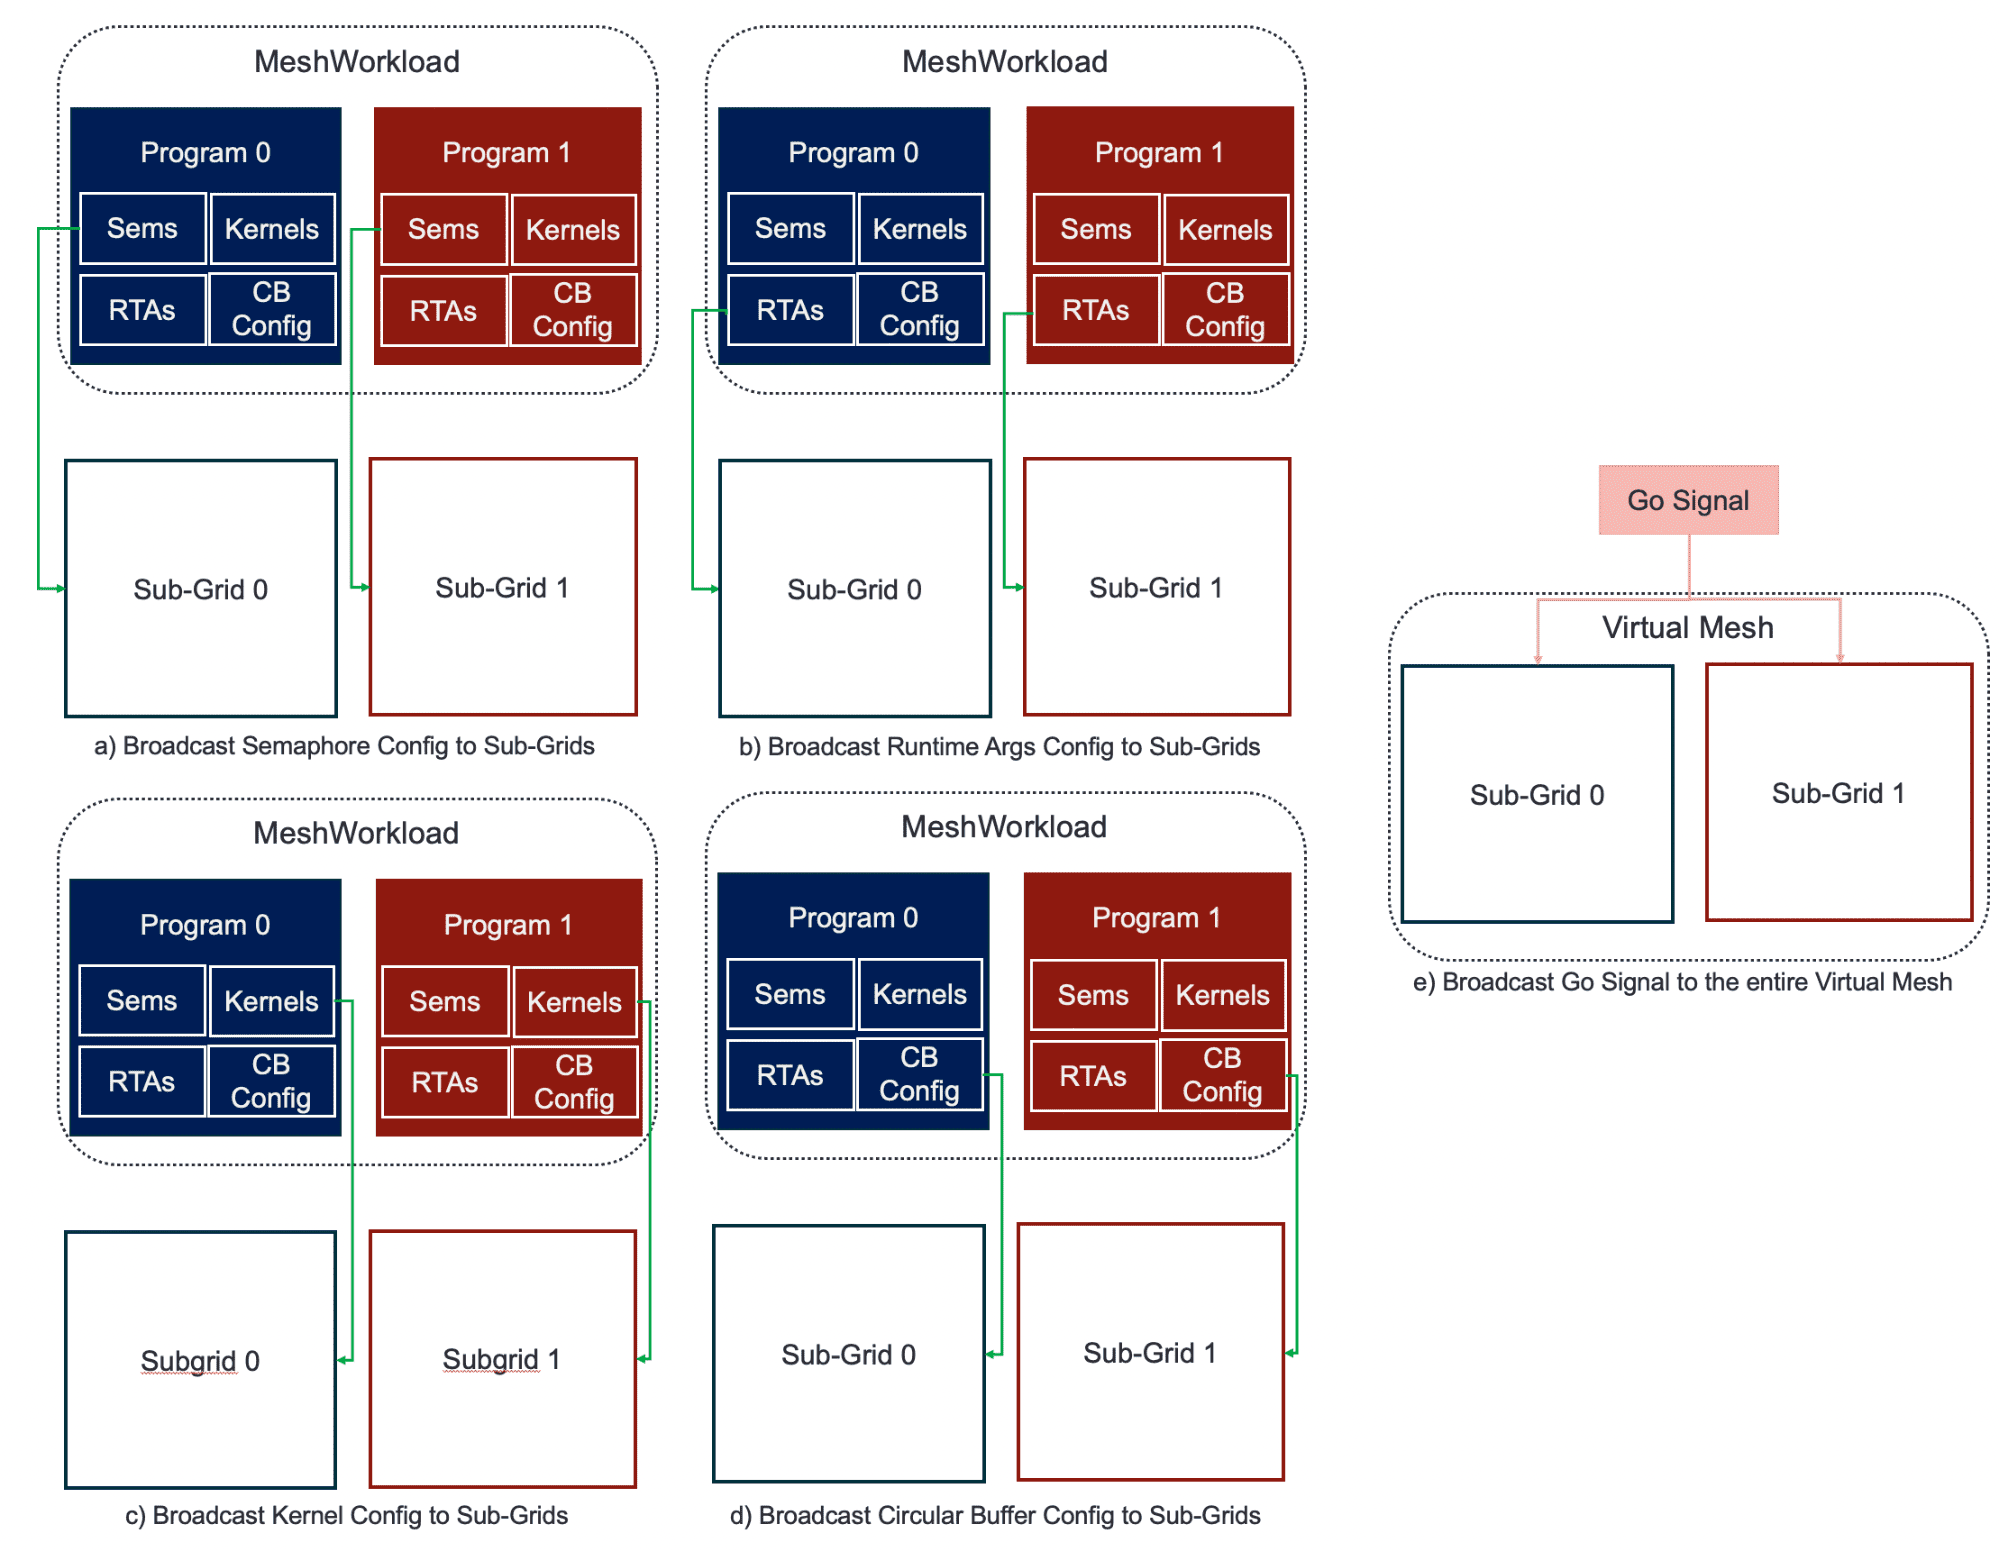 MeshWorkload
Program 0
Sems
Kernels
RTAs
CB
Config
Program 1
Sems
Kernels
RTAs
CB
Config
Sub-Grid 0
Sub-Grid 1
a) Broadcast Semaphore Config to Sub-Grids
MeshWorkload
Program 0
Sems
Kernels
RTAs
CB
Config
Program 1
Sems
Kernels
RTAs
CB
Config
Sub-Grid 0
Sub-Grid 1
b) Broadcast Runtime Args Config to Sub-Grids
MeshWorkload
Program 0
Sems
Kernels
RTAs
CB
Config
Program 1
Sems
Kernels
RTAs
CB
Config
Subgrid 0
Subgrid 1
c) Broadcast Kernel Config to Sub-Grids
MeshWorkload
Program 0
Sems
Kernels
RTAs
CB
Config
Program 1
Sems
Kernels
RTAs
CB
Config
Sub-Grid 0
Sub-Grid 1
d) Broadcast Circular Buffer Config to Sub-Grids
Go Signal
Virtual Mesh
Sub-Grid 0
Sub-Grid 1
e) Broadcast Go Signal to the entire Virtual Mesh